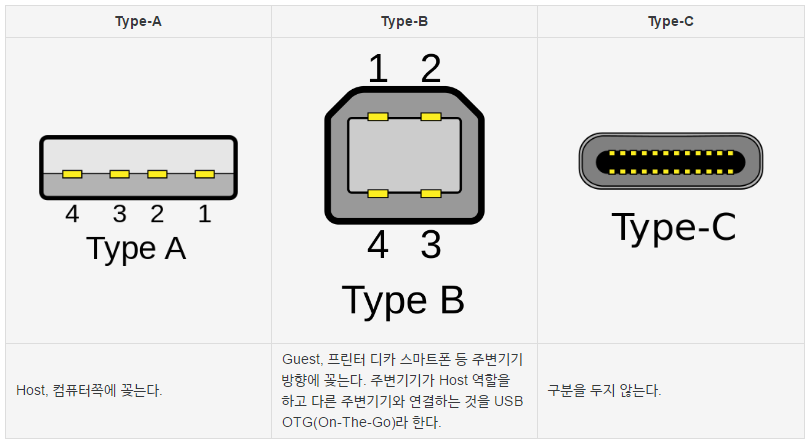 Type-A
Type-B
Type-C
4 3 2 1
Type A
1 2
4 3
Type B
Type-C
Host, 컴퓨터쪽에 꽂는다.
Guest, 프린터 디카 스마트폰 등 주변기기
방향에 꽂는다. 주변기기가 Host 역할을
하고 다른 주변기기와 연결하는 것을 USB
OTG(On-The-Go)라 한다.
구분을 두지 않는다.